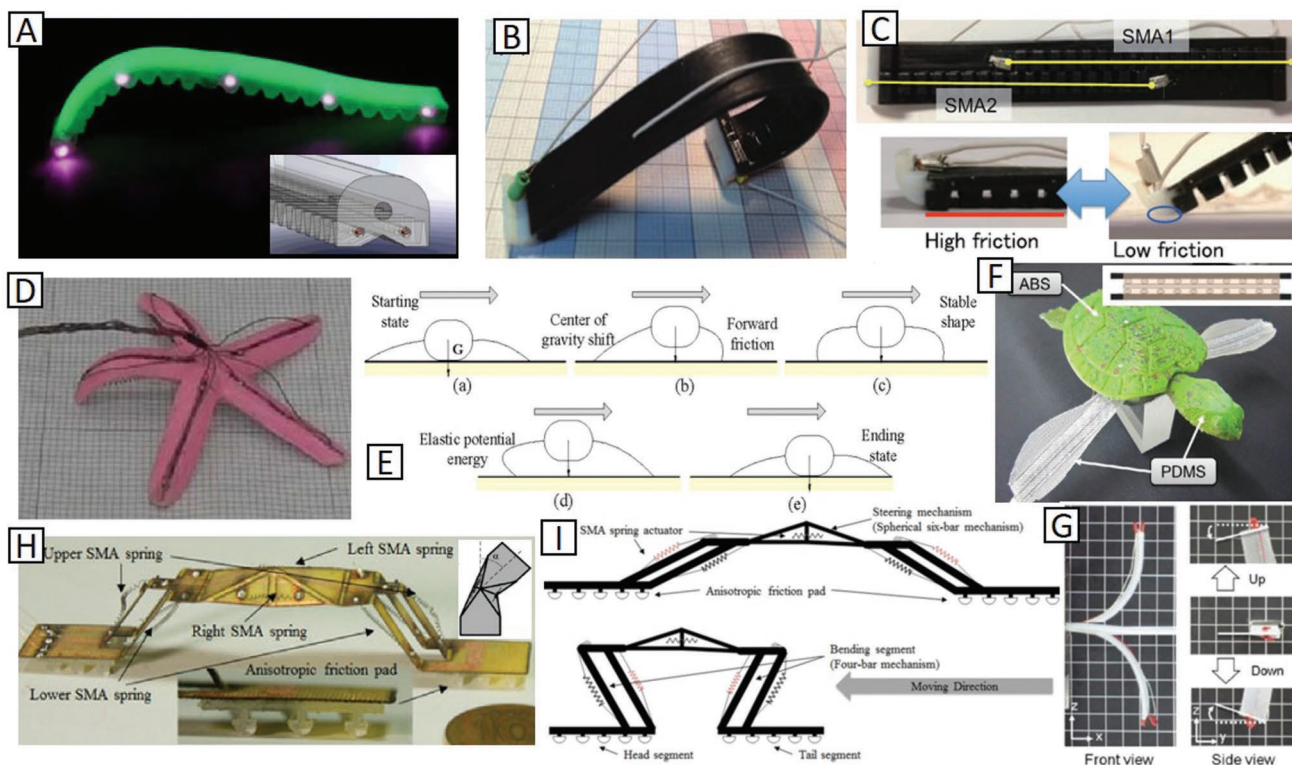 A
B
C
SMA1
SMA2
High friction
Low friction
D
E
Starting
state
G
(a)
Center of
gravity shift
Forward
friction
(b)
Stable
shape
(c)
Elastic potential
energy
(d)
Ending
state
(e)
F
ABS
PDMS
H
Upper SMA spring
Left SMA spring
α
Right SMA spring
Anisotropic friction pad
Lower SMA spring
I
SMA spring actuator
Steering mechanism
(Spherical six-bar mechanism)
Anisotropic friction pad
Bending segment
(Four-bar mechanism)
Moving Direction
Head segment
Tail segment
G
Up
Down
z
x
Front view
z
y
Side view